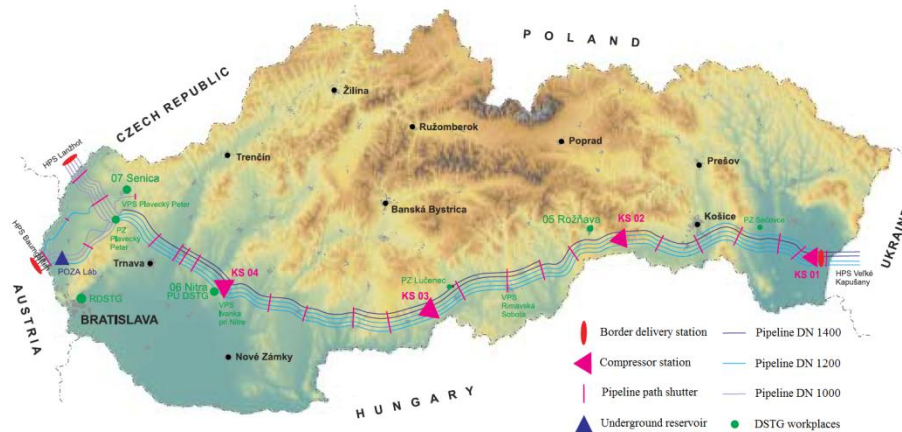 POLAND
CZECH REPUBLIC
Žilina
Ružomberok
Poprad
HPS Lanžhot
Trenčín
Prešov
07 Senica
VPS Plavecký Peter
Banská Bystrica
05 Rožňava
KS 02
Košice
PZ Sečovce
PZ
Plavecký
Peter
UKRAINE
HPS Baumgarten
POZA Láb
Trnava
KS 04
PZ Lučenec
KS 01
HPS Veľké
Kapušany
06 Nitra
PÚ DSTG
KS 03
VPS
Rimavská
Sobota
RDSTG
VPS
Ivanka
pri Nitre
AUSTRIA
BRATISLAVA
Nové Zámky
HUNGARY
Border delivery station
Pipeline DN 1400
Compressor station
Pipeline DN 1200
Pipeline path shutter
Pipeline DN 1000
Underground reservoir
DSTG workplaces